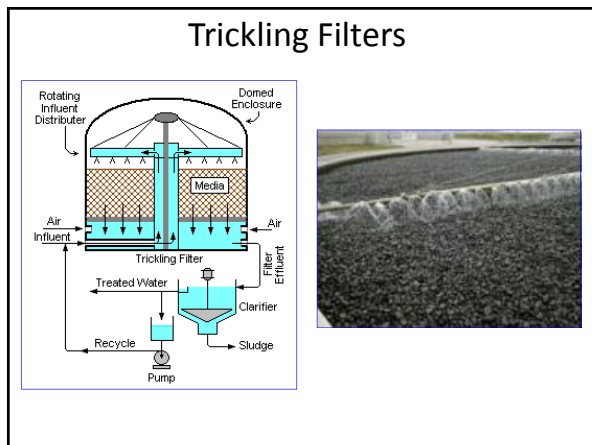 Trickling Filters
Rotating
Influent
Distributer
Domed
Enclosure
Media
Air
Air
Influent
Trickling Filter
Filter
Effluent
Treated Water
Clarifier
Recycle
Sludge
Pump